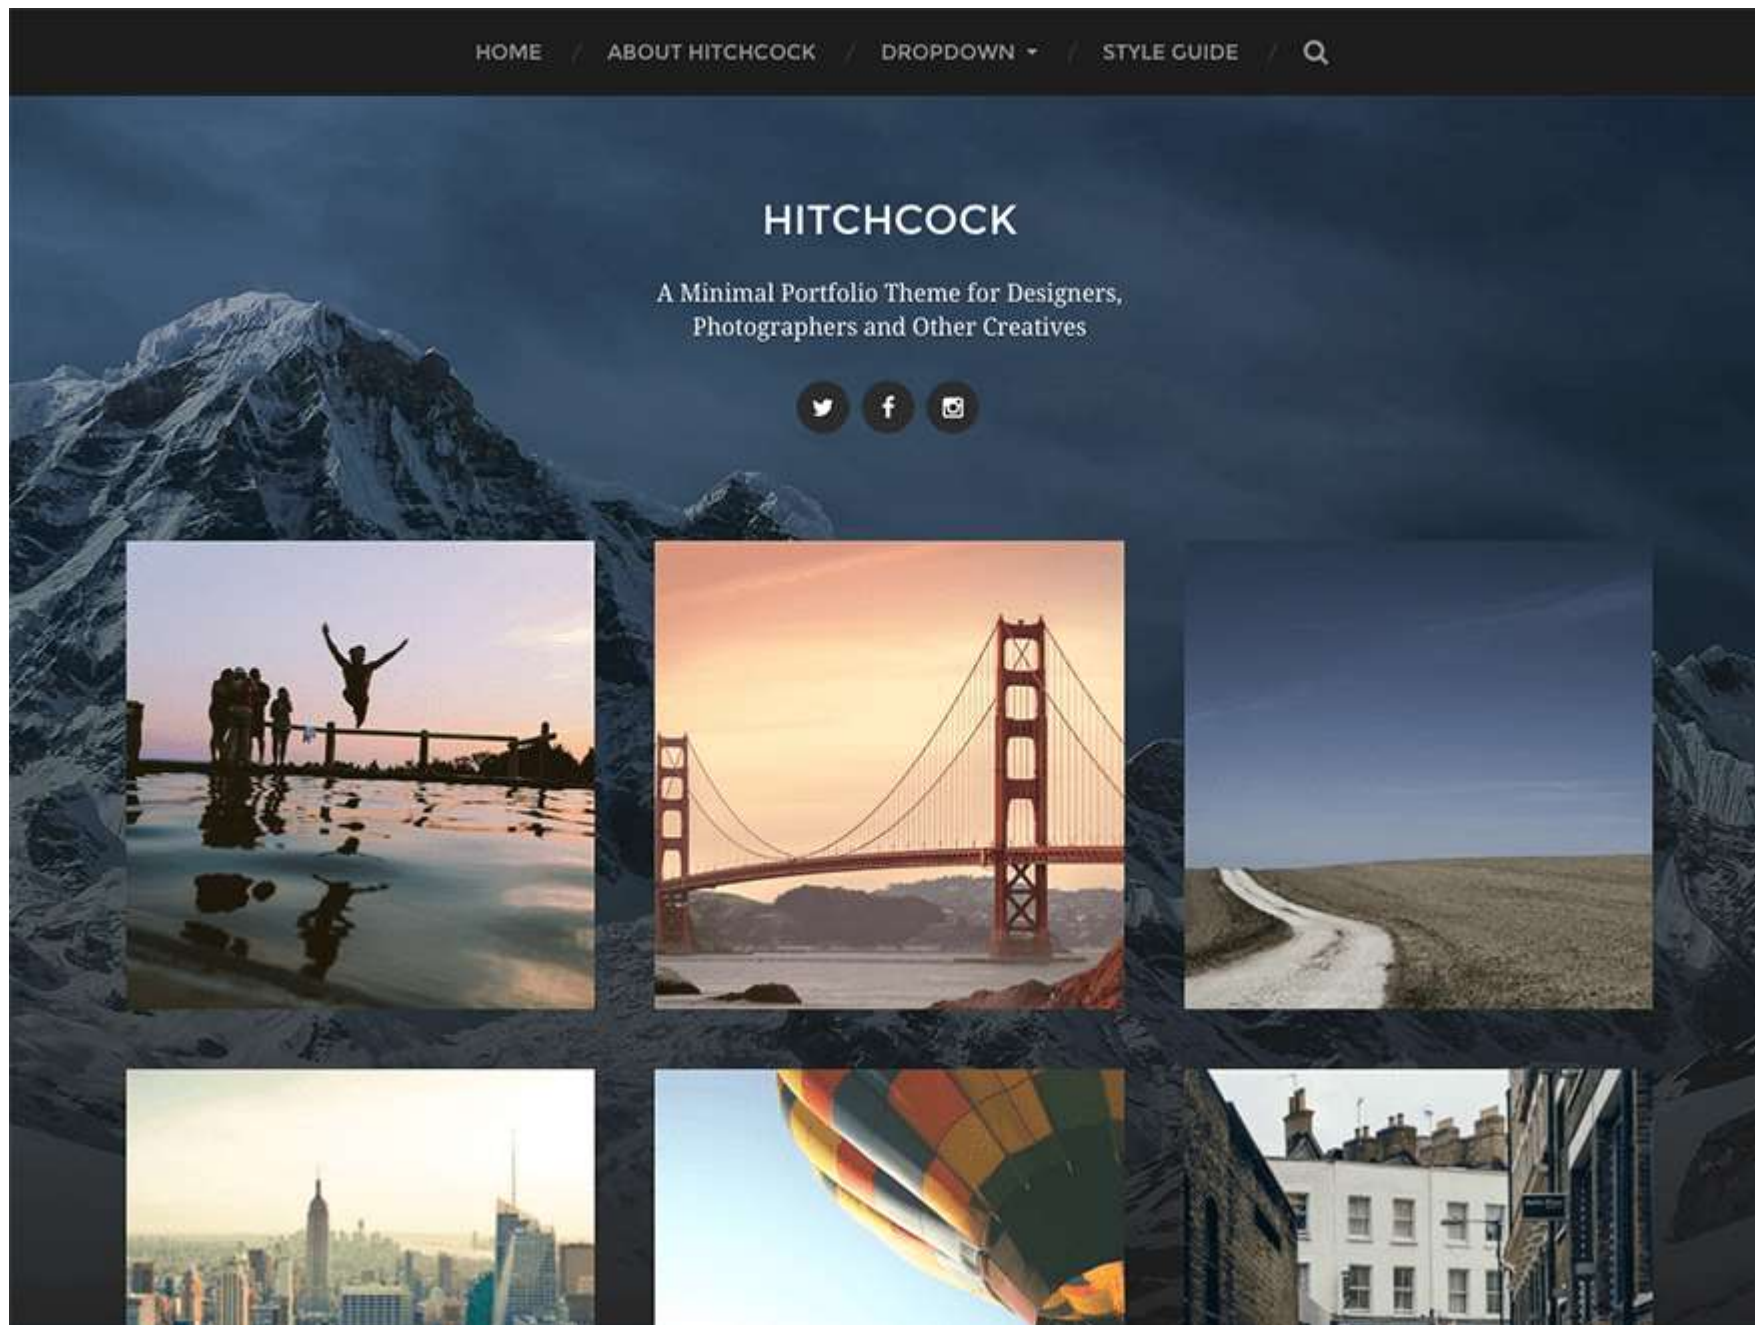 HOME / ABOUT HITCHCOCK / DROPDOWN / STYLE GUIDE /
HITCHCOCK
A Minimal Portfolio Theme for Designers,
Photographers and Other Creatives